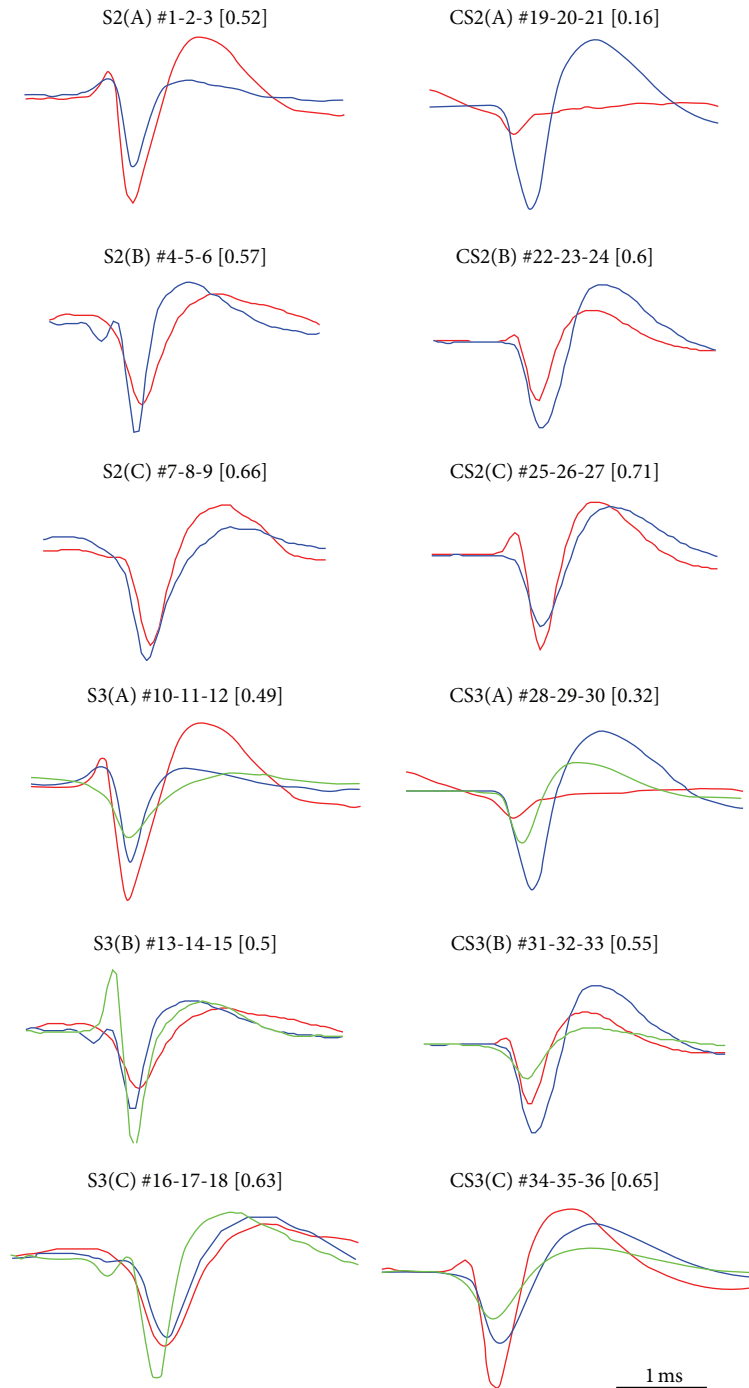 S2(A) #1-2-3 [0.52]
CS2(A) #19-20-21 [0.16]
S2(B) #4-5-6 [0.57]
CS2(B) #22-23-24 [0.6]
S2(C) #7-8-9 [0.66]
CS2(C) #25-26-27 [0.71]
S3(A) #10-11-12 [0.49]
CS3(A) #28-29-30 [0.32]
S3(B) #13-14-15 [0.5]
CS3(B) #31-32-33 [0.55]
S3(C) #16-17-18 [0.63]
CS3(C) #34-35-36 [0.65]
1 ms